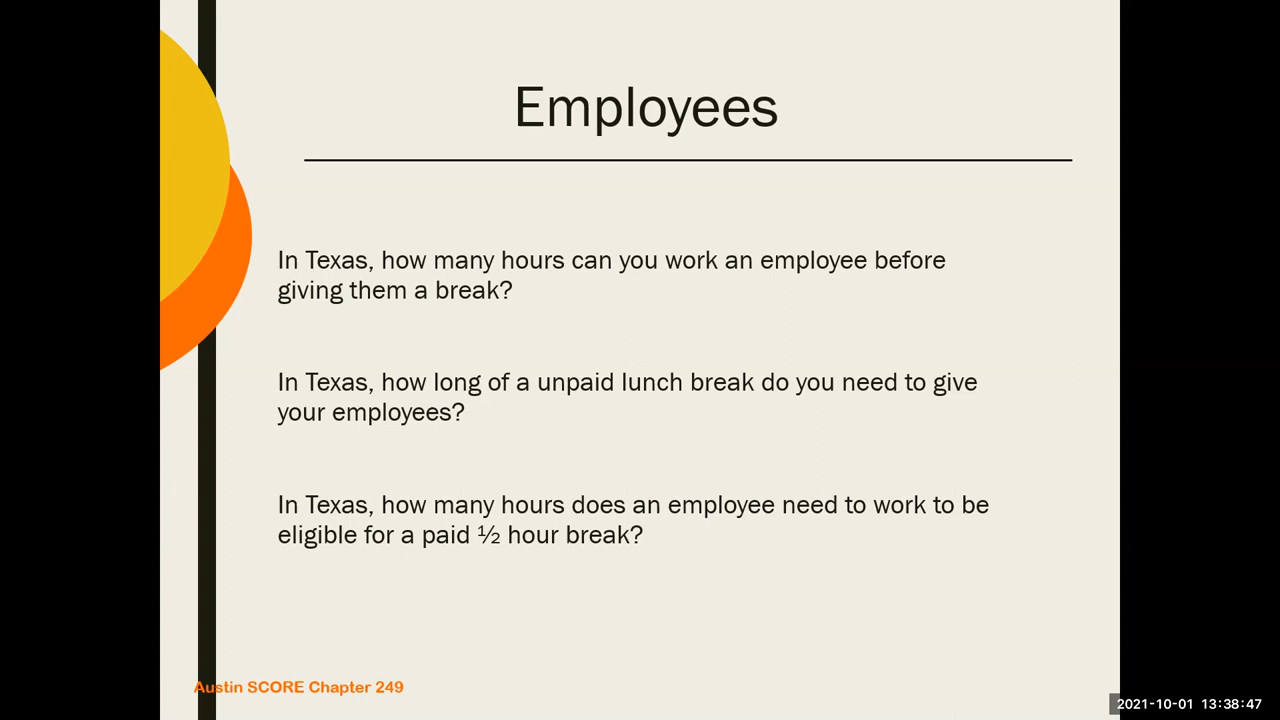 Employees
In Texas, how many hours can you work an employee before
giving them a break?
In Texas, how long of a unpaid lunch break do you need to give
your employees?
In Texas, how many hours does an employee need to work to be
eligible for a paid ½ hour break?
Austin SCORE Chapter 249
2021-10-01 13:38:47